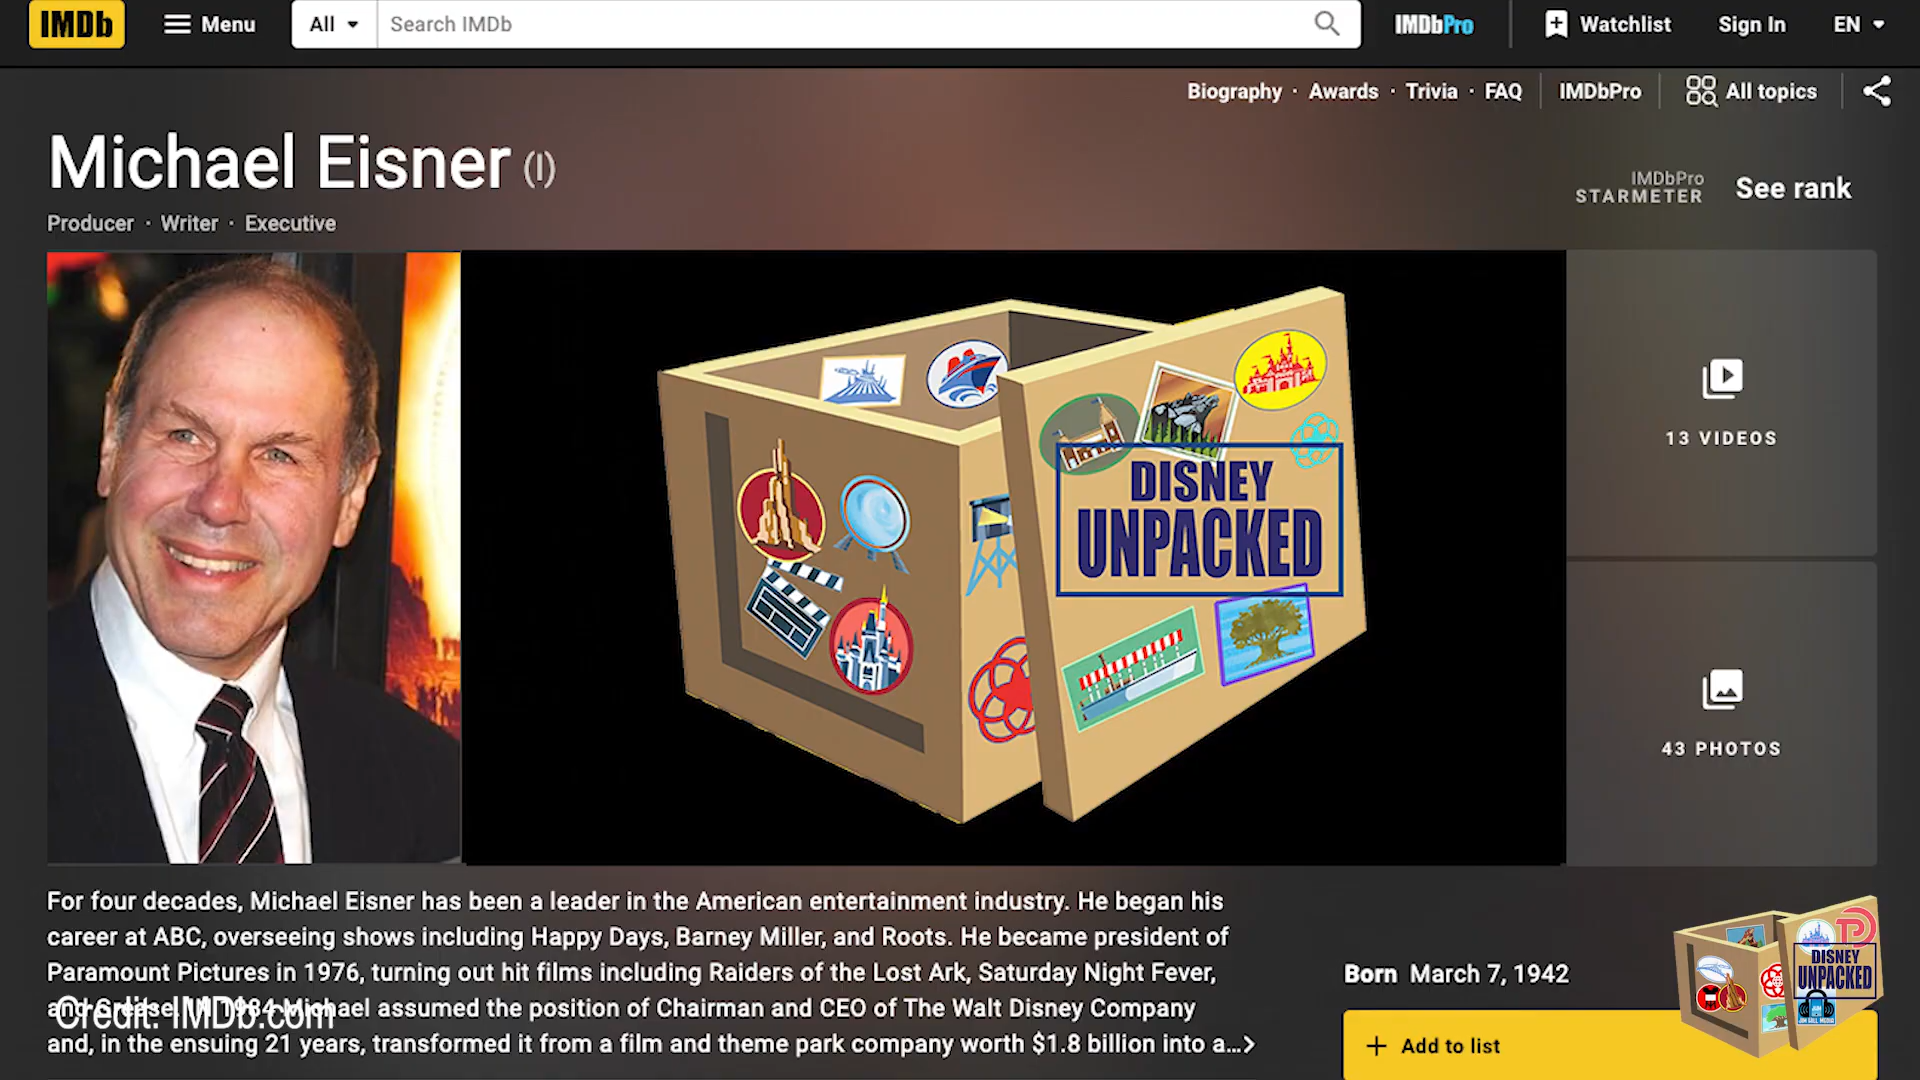 IMDb
Menu
All
Search IMDb
IMDbPro
Watchlist
Sign In
EN
Biography · Awards · Trivia · FAQ
IMDbPro
All topics
Michael Eisner (I)
Producer · Writer · Executive
IMDbPro
STARMETER
See rank
DISNEY
UNPACKED
13 VIDEOS
43 PHOTOS
For four decades, Michael Eisner has been a leader in the American entertainment industry. He began his
career at ABC, overseeing shows including Happy Days, Barney Miller, and Roots. He became president of
Paramount Pictures in 1976, turning out hit films including Raiders of the Lost Ark, Saturday Night Fever,
and Grease. IN 1984 Michael assumed the position of Chairman and CEO of The Walt Disney Company
and, in the ensuing 21 years, transformed it from a film and theme park company worth $1.8 billion into a...
Credit: IMDb.com
Born March 7, 1942
Add to list
DISNEY
UNPACKED